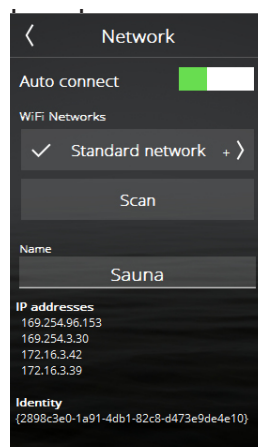 Network
Auto connect
WiFi Networks
Standard network +
Scan
Name
Sauna
IP addresses
169.254.96.153
169.254.3.30
172.16.3.42
172.16.3.39
Identity
{2898c3e0-1a91-4db1-82c8-d473e9de4e10}